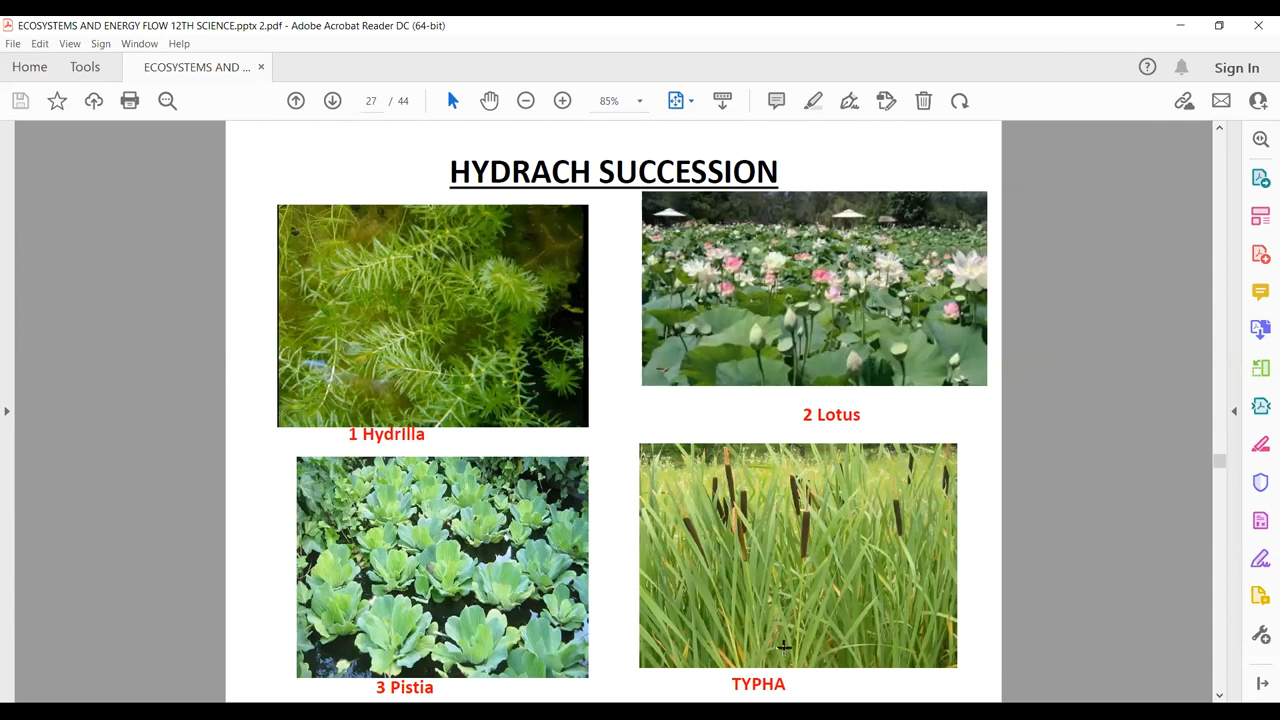 ECOSYSTEMS AND ENERGY FLOW 12TH SCIENCE.pptx 2.pdf - Adobe Acrobat Reader DC (64-bit)
File Edit View Sign Window Help
Home Tools ECOSYSTEMS AND ... × Sign In
27 / 44 85%
HYDRACH SUCCESSION
1 Hydrilla
2 Lotus
3 Pistia
TYPHA